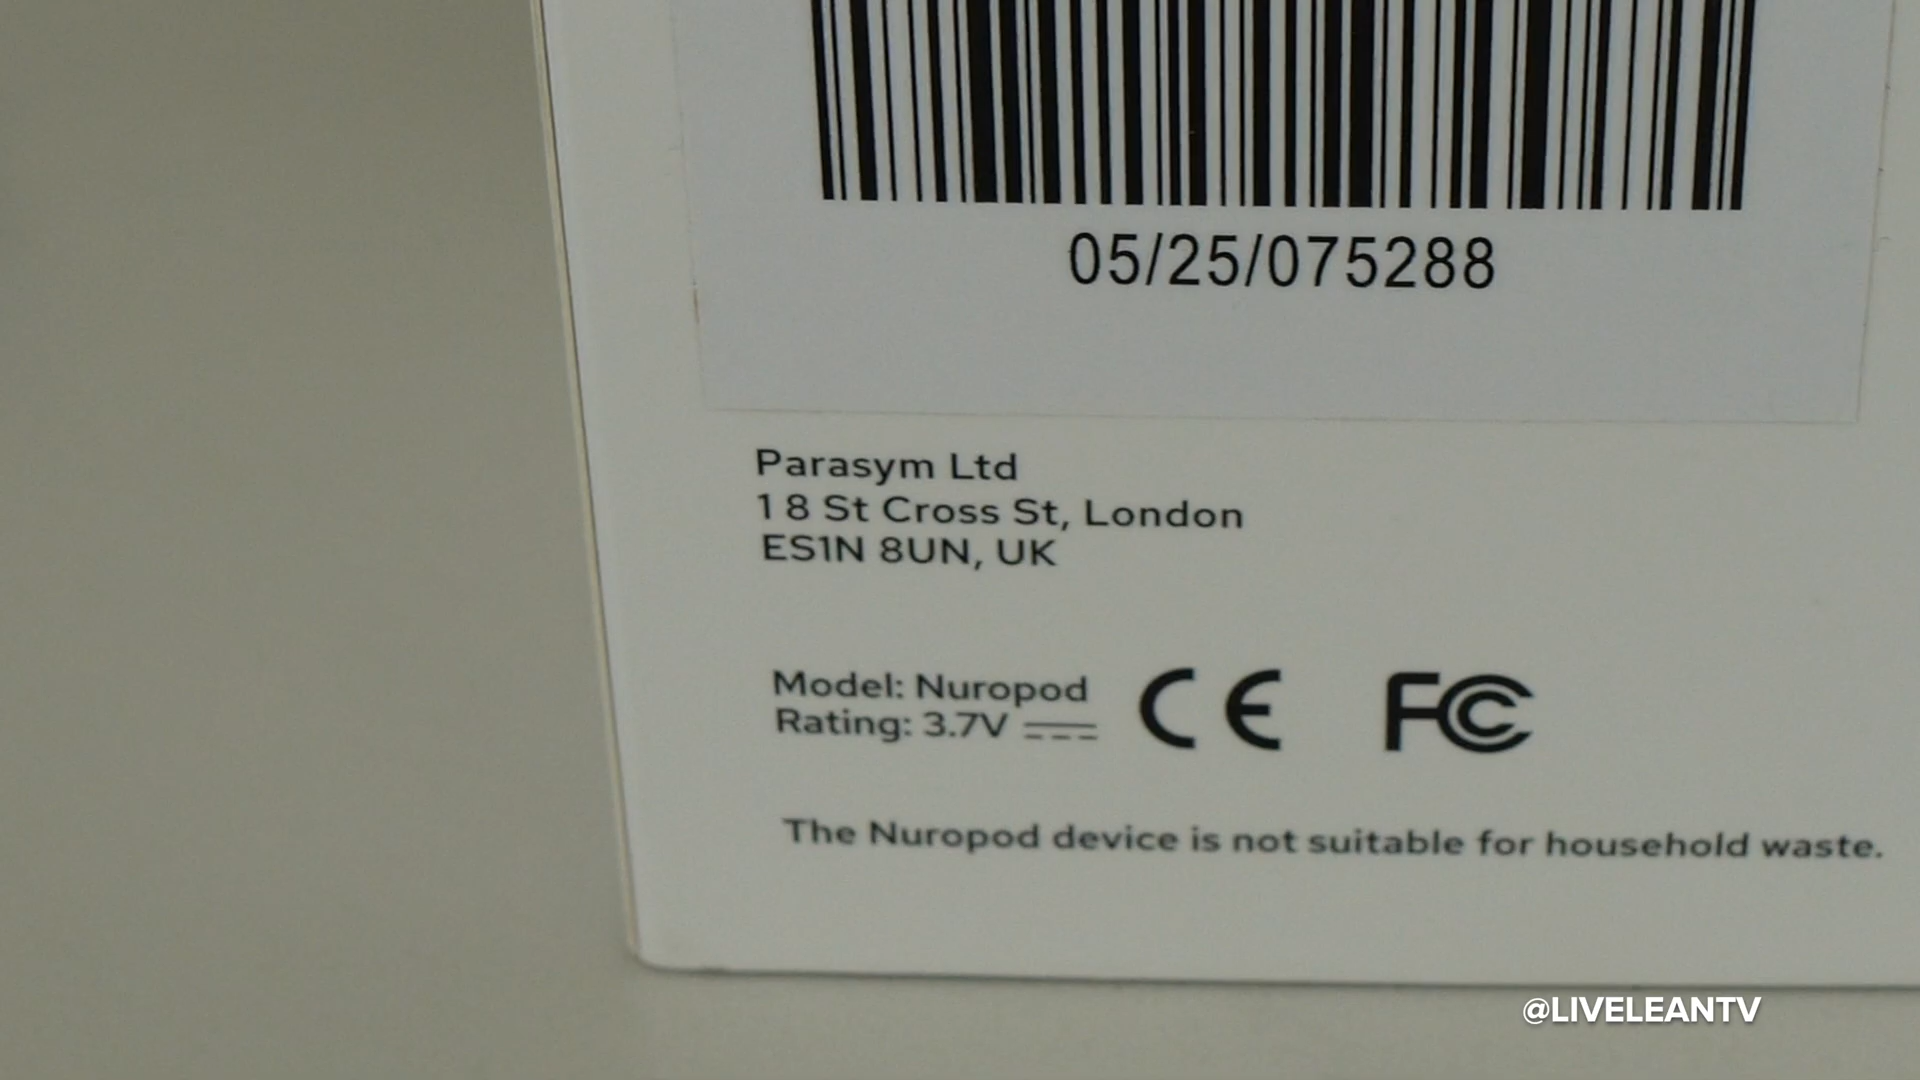 05/25/075288
Parasym Ltd
18 St Cross St, London
ES1N 8UN, UK
Model: Nuropod
Rating: 3.7V
CE FC
The Nuropod device is not suitable for household waste.
@LIVELEANTV